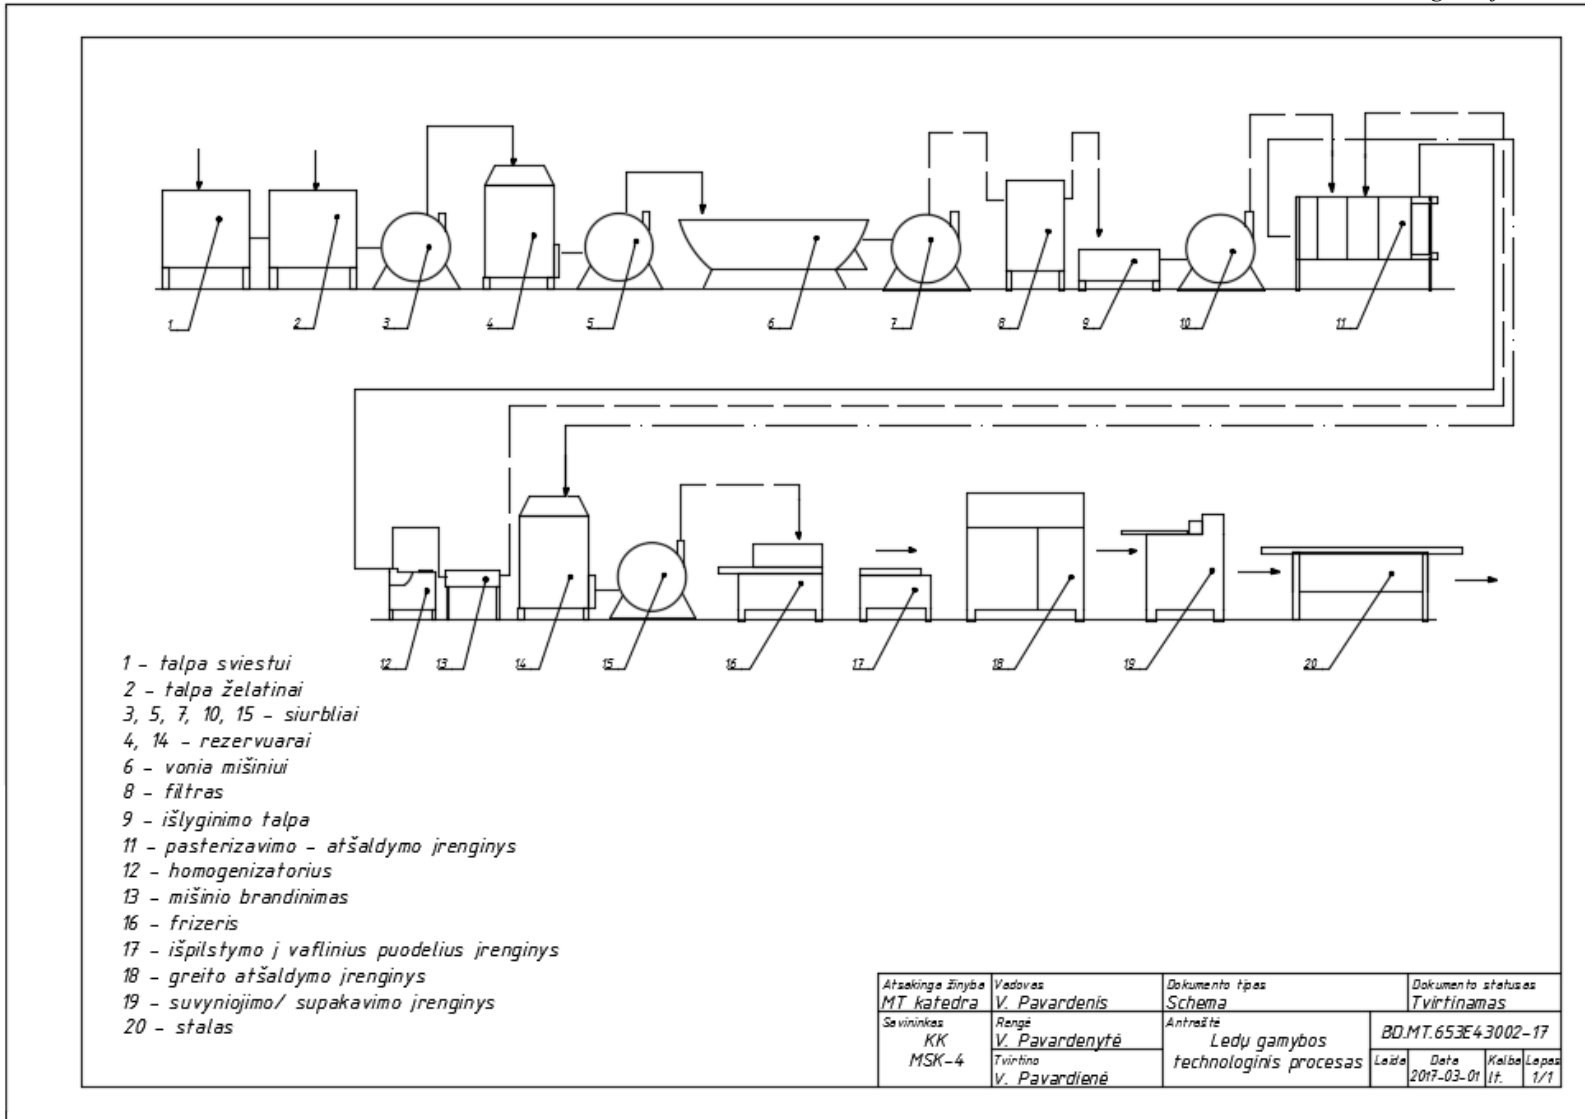 1 2 3 4 5 6 7 8 9 10 11
12 13 14 15 16 17 18 19 20
1 - talpa sviestui
2 - talpa želatinai
3, 5, 7, 10, 15 - siurbliai
4, 14 - rezervuarai
6 - vonia mišiniui
8 - filtras
9 - išlyginimo talpa
11 - pasterizavimo - atšaldymo įrenginys
12 - homogenizatorius
13 - mišinio brandinimas
16 - frizeris
17 - išpilstymo į vaflinius puodelius įrenginys
18 - greito atšaldymo įrenginys
19 - suvyniojimo/ supakavimo įrenginys
20 - stalas
Atsakinga žinyba
MT katedra
Vadovas
V. Pavardenis
Dokumento tipas
Schema
Dokumento statusas
Tvirtinamas
Savininkas
KK
MSK-4
Rengė
V. Pavardenytė
Tvirtino
V. Pavardienė
Antraštė
Ledų gamybos
technologinis procesas
BD.MT.653E43002-17
Laida
Data
2017-03-01
Kalba
lt.
Lapas
1/1